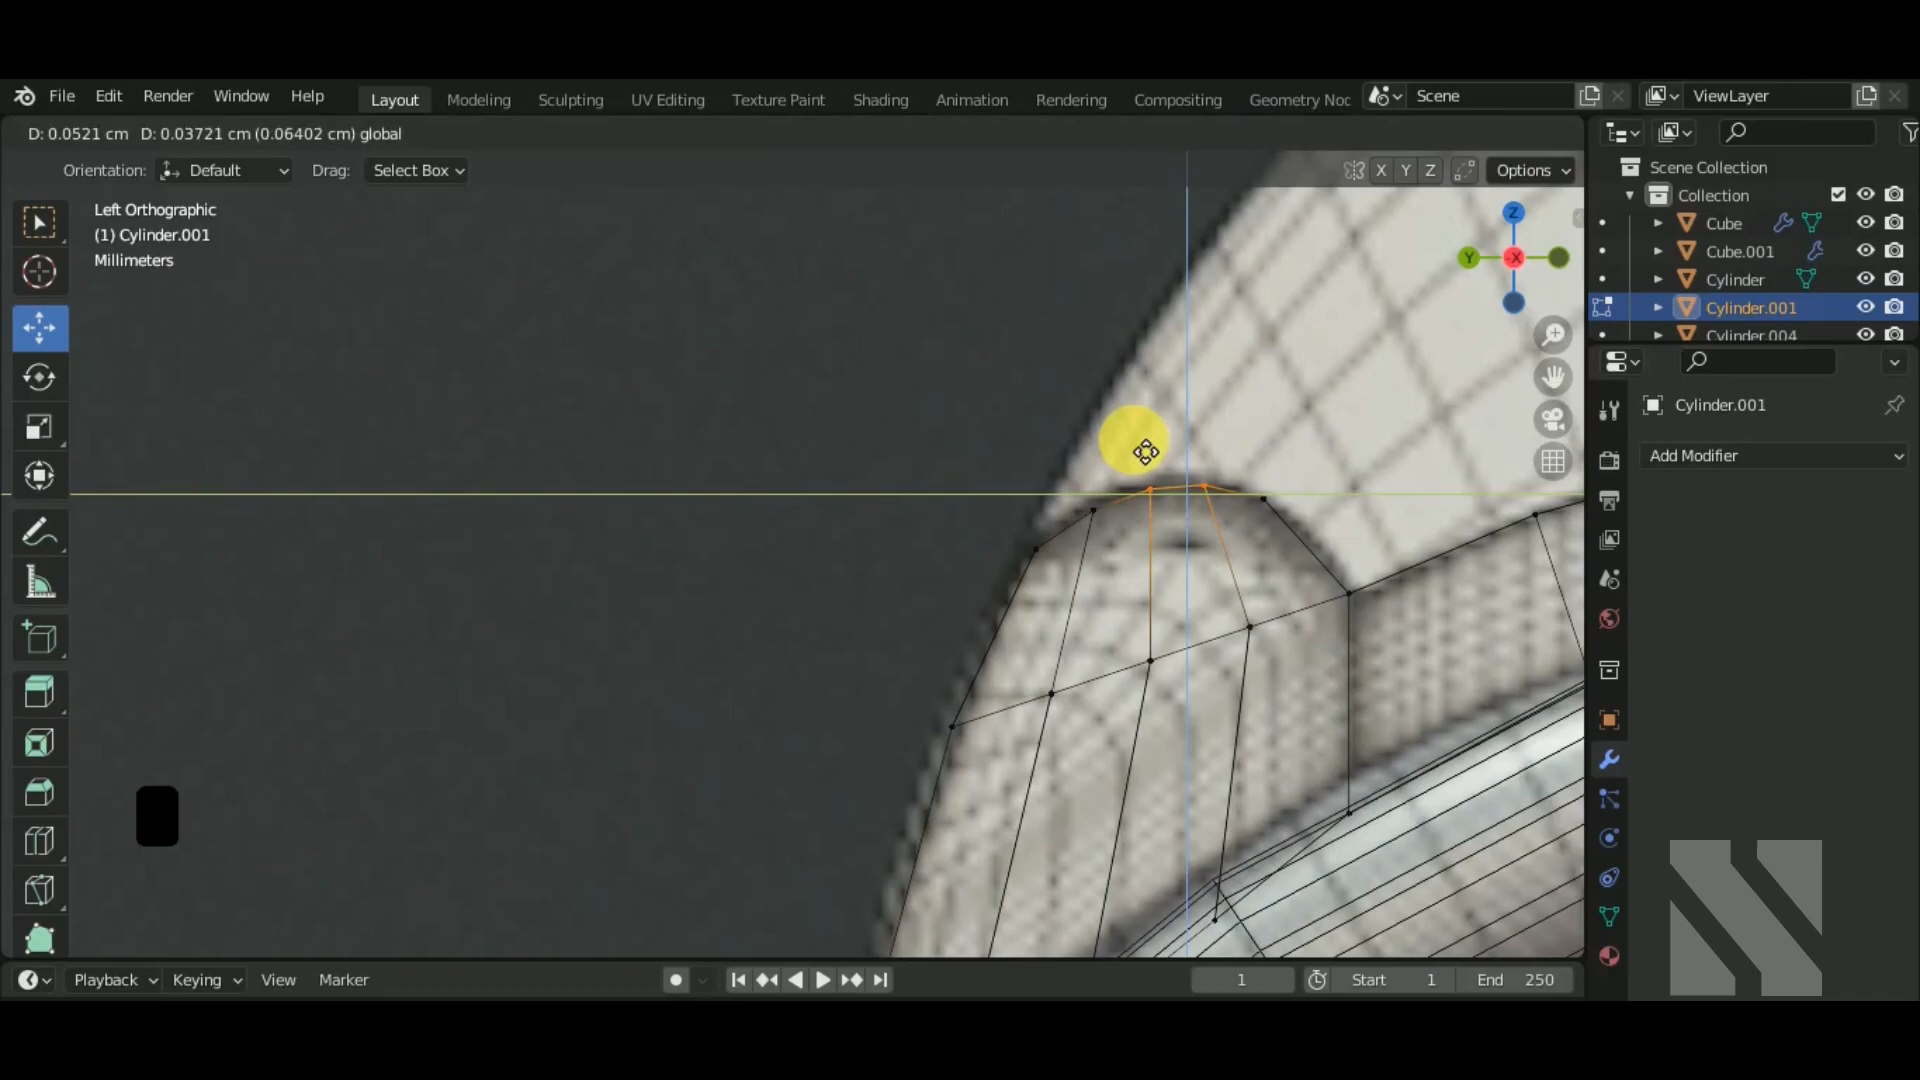 File Edit Render Window Help Layout Modeling Sculpting UV Editing Texture Paint Shading Animation Rendering Compositing Geometry Noc Scene ViewLayer
D: 0.0521 cm D: 0.03721 cm (0.06402 cm) global
Orientation: Default Drag: Select Box X Y Z Options
Left Orthographic
(1) Cylinder.001
Millimeters
Z
Y X
Scene Collection
Collection
Cube
Cube.001
Cylinder
Cylinder.001
Cylinder.004
Cylinder.001
Add Modifier
Playback Keying View Marker 1 Start 1 End 250